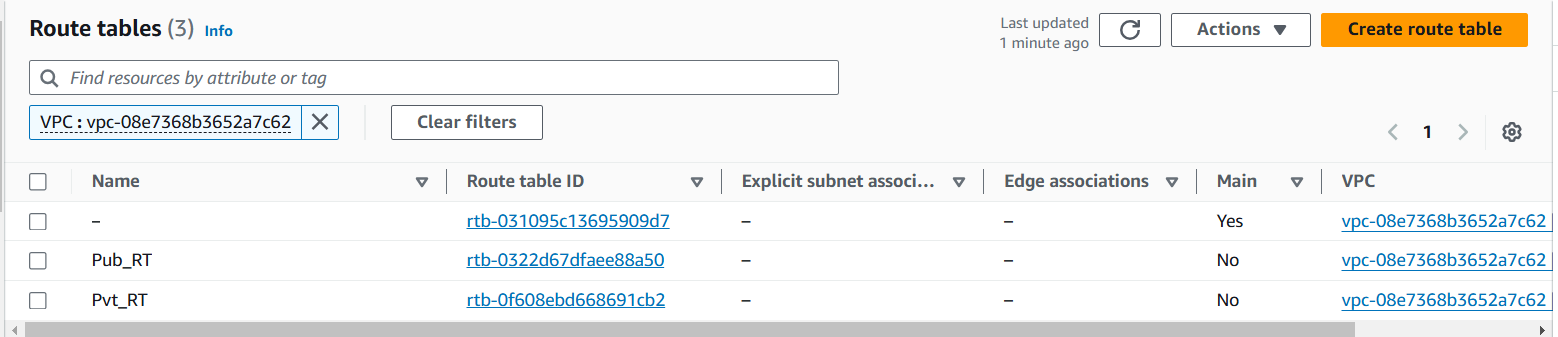 Route tables (3) Info
Last updated
1 minute ago
Actions
Create route table
Find resources by attribute or tag
VPC : vpc-08e7368b3652a7c62
Clear filters
1
Name Route table ID Explicit subnet associ... Edge associations Main VPC
– rtb-031095c13695909d7 – – Yes vpc-08e7368b3652a7c62
Pub_RT rtb-0322d67dfaee88a50 – – No vpc-08e7368b3652a7c62
Pvt_RT rtb-0f608ebd668691cb2 – – No vpc-08e7368b3652a7c62